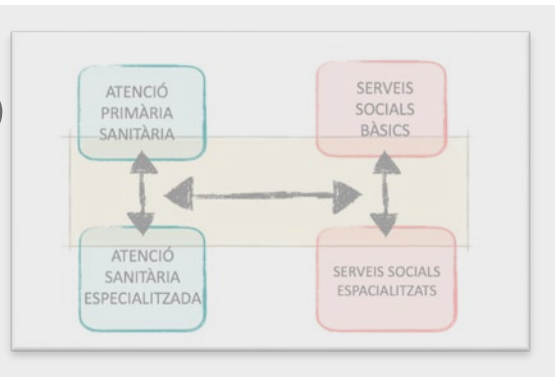 ATENCIÓ
PRIMÀRIA
SANITÀRIA
SERVEIS
SOCIALS
BÀSICS
ATENCIÓ
SANITÀRIA
ESPECIALITZADA
SERVEIS SOCIALS
ESPACIALITZATS